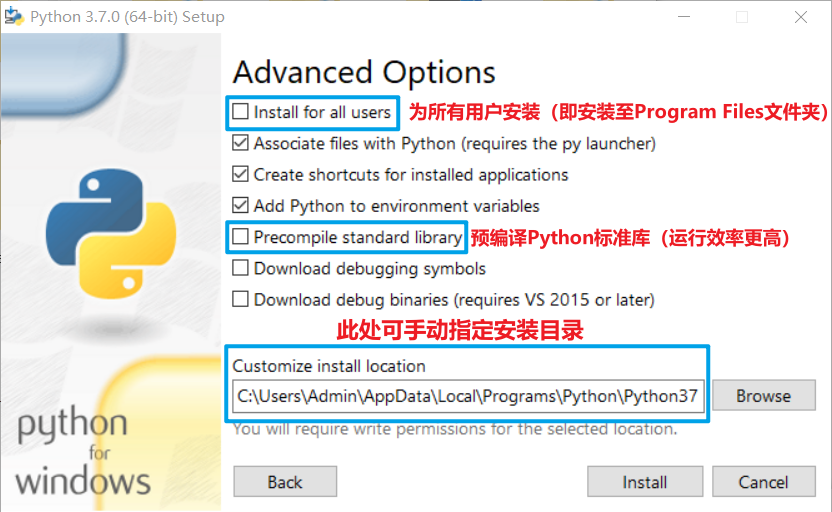 Python 3.7.0 (64-bit) Setup
Advanced Options
Install for all users 为所有用户安装（即安装至Program Files文件夹）
Associate files with Python (requires the py launcher)
Create shortcuts for installed applications
Add Python to environment variables
Precompile standard library 预编译Python标准库（运行效率更高）
Download debugging symbols
Download debug binaries (requires VS 2015 or later)
此处可手动指定安装目录
Customize install location
C:\Users\Admin\AppData\Local\Programs\Python\Python37 Browse
You will require write permissions for the selected location.
python
for
windows
Back Install Cancel